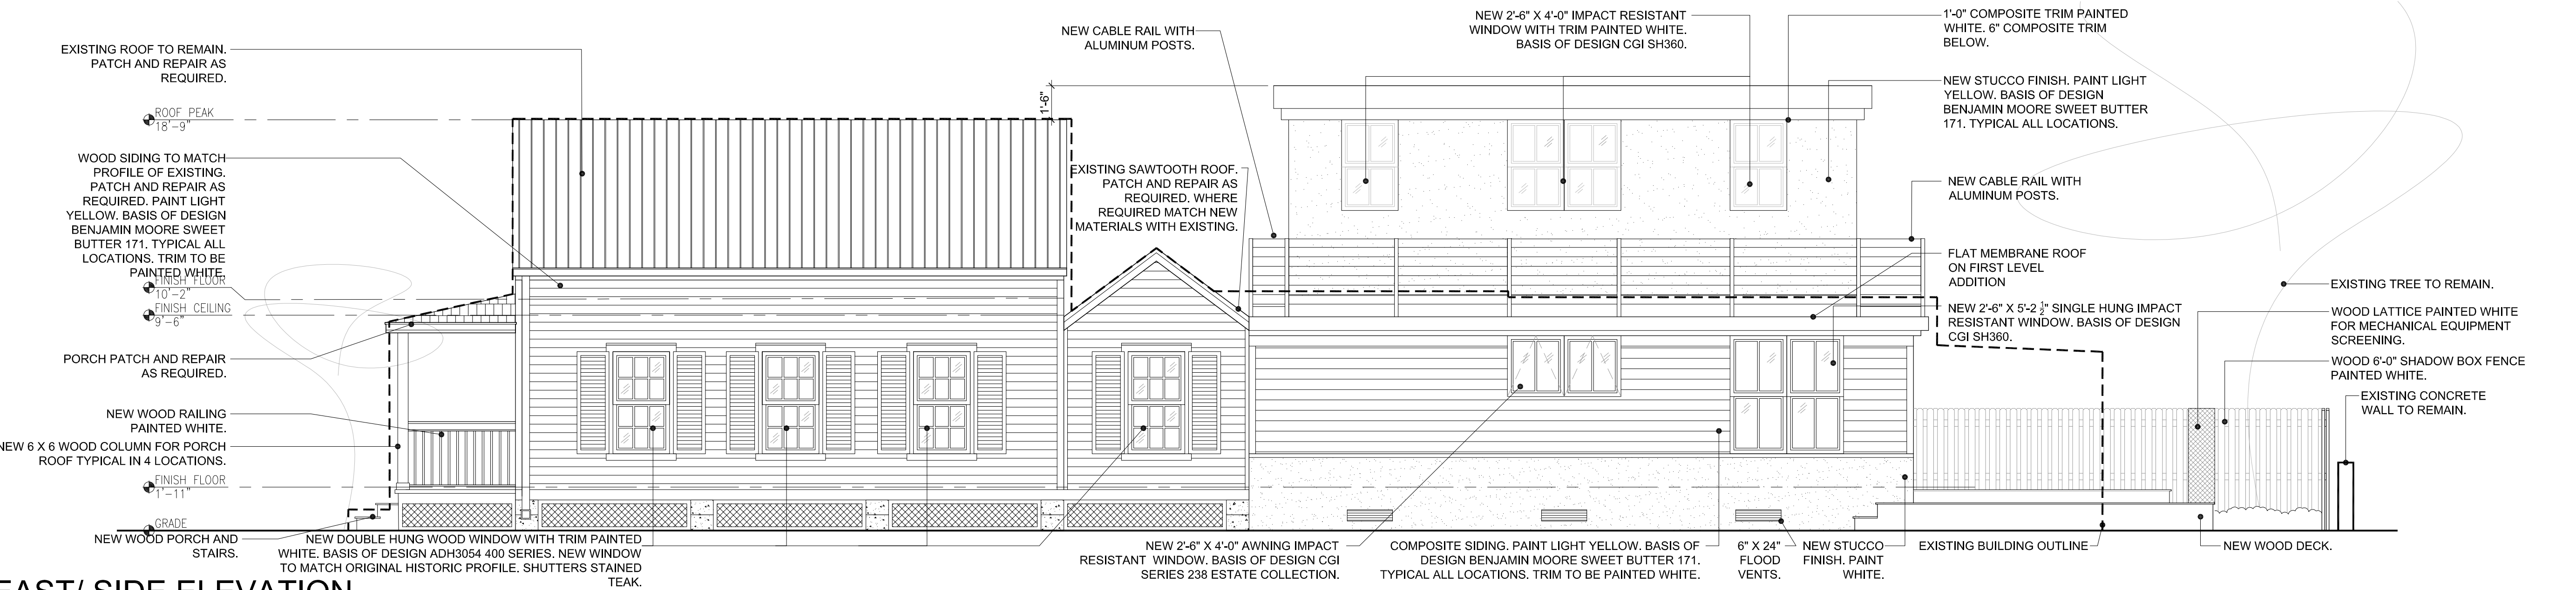 EXISTING ROOF TO REMAIN.
PATCH AND REPAIR AS
REQUIRED.
ROOF PEAK
18'-9"
WOOD SIDING TO MATCH
PROFILE OF EXISTING.
PATCH AND REPAIR AS
REQUIRED. PAINT LIGHT
YELLOW. BASIS OF DESIGN
BENJAMIN MOORE SWEET
BUTTER 171. TYPICAL ALL
LOCATIONS. TRIM TO BE
PAINTED WHITE.
FINISH FLOOR
10'-2"
FINISH CEILING
9'-6"
PORCH PATCH AND REPAIR
AS REQUIRED.
NEW WOOD RAILING
PAINTED WHITE.
NEW 6 X 6 WOOD COLUMN FOR PORCH
ROOF TYPICAL IN 4 LOCATIONS.
FINISH FLOOR
1'-11"
GRADE
NEW WOOD PORCH AND
STAIRS.
NEW DOUBLE HUNG WOOD WINDOW WITH TRIM PAINTED
WHITE. BASIS OF DESIGN ADH3054 400 SERIES. NEW WINDOW
TO MATCH ORIGINAL HISTORIC PROFILE. SHUTTERS STAINED
TEAK.
EAST/ SIDE ELEVATION
NEW CABLE RAIL WITH
ALUMINUM POSTS.
1'-6"
EXISTING SAWTOOTH ROOF.
PATCH AND REPAIR AS
REQUIRED. WHERE
REQUIRED MATCH NEW
MATERIALS WITH EXISTING.
NEW 2'-6" X 4'-0" IMPACT RESISTANT
WINDOW WITH TRIM PAINTED WHITE.
BASIS OF DESIGN CGI SH360.
1'-0" COMPOSITE TRIM PAINTED
WHITE. 6" COMPOSITE TRIM
BELOW.
NEW STUCCO FINISH. PAINT LIGHT
YELLOW. BASIS OF DESIGN
BENJAMIN MOORE SWEET BUTTER
171. TYPICAL ALL LOCATIONS.
NEW CABLE RAIL WITH
ALUMINUM POSTS.
FLAT MEMBRANE ROOF
ON FIRST LEVEL
ADDITION
NEW 2'-6" X 5'-2 ½" SINGLE HUNG IMPACT
RESISTANT WINDOW. BASIS OF DESIGN
CGI SH360.
EXISTING TREE TO REMAIN.
WOOD LATTICE PAINTED WHITE
FOR MECHANICAL EQUIPMENT
SCREENING.
WOOD 6'-0" SHADOW BOX FENCE
PAINTED WHITE.
EXISTING CONCRETE
WALL TO REMAIN.
NEW 2'-6" X 4'-0" AWNING IMPACT
RESISTANT WINDOW. BASIS OF DESIGN CGI
SERIES 238 ESTATE COLLECTION.
COMPOSITE SIDING. PAINT LIGHT YELLOW. BASIS OF
DESIGN BENJAMIN MOORE SWEET BUTTER 171.
TYPICAL ALL LOCATIONS. TRIM TO BE PAINTED WHITE.
6" X 24"
FLOOD
VENTS.
NEW STUCCO
FINISH. PAINT
WHITE.
EXISTING BUILDING OUTLINE
NEW WOOD DECK.